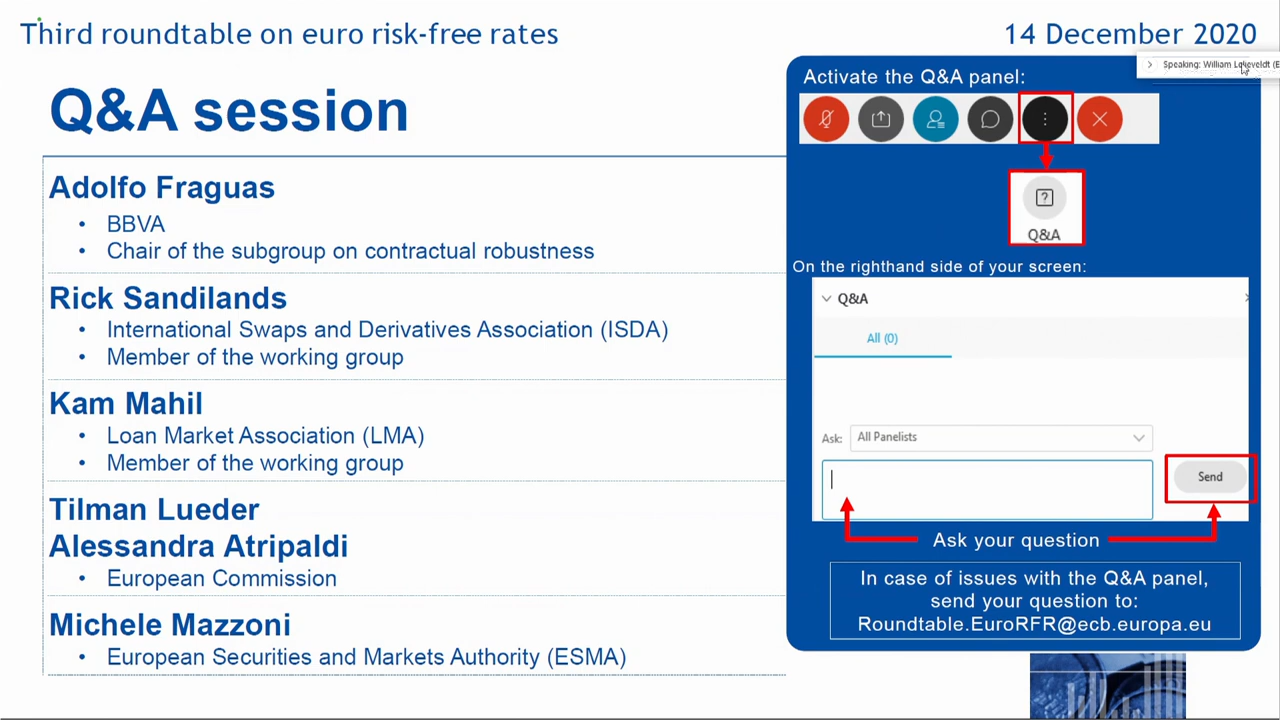 Third roundtable on euro risk-free rates
14 December 2020
Speaking: William
Q&A session
Adolfo Fraguas
• BBVA
• Chair of the subgroup on contractual robustness
Rick Sandilands
• International Swaps and Derivatives Association (ISDA)
• Member of the working group
Kam Mahil
• Loan Market Association (LMA)
• Member of the working group
Tilman Lueder
Alessandra Atripaldi
• European Commission
Michele Mazzoni
• European Securities and Markets Authority (ESMA)
Activate the Q&A panel:
Q&A
On the righthand side of your screen:
Q&A
All (0)
Ask: All Panelists
Send
Ask your question
In case of issues with the Q&A panel,
send your question to:
Roundtable.EuroRFR@ecb.europa.eu